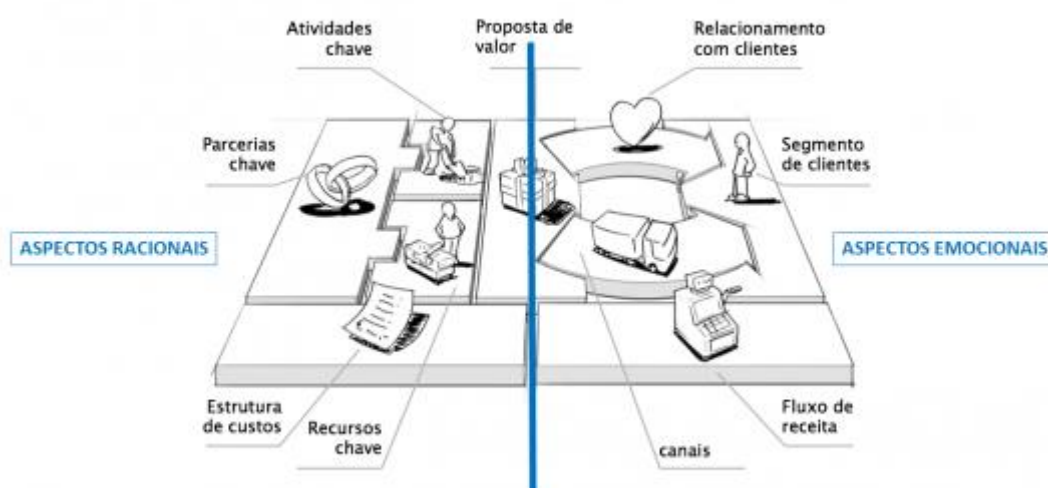 Atividades
chave
Proposta de
valor
Relacionamento
com clientes
Parcerias
chave
Segmento
de clientes
ASPECTOS RACIONAIS
ASPECTOS EMOCIONAIS
Estrutura
de custos
Recursos
chave
canais
Fluxo de
receita